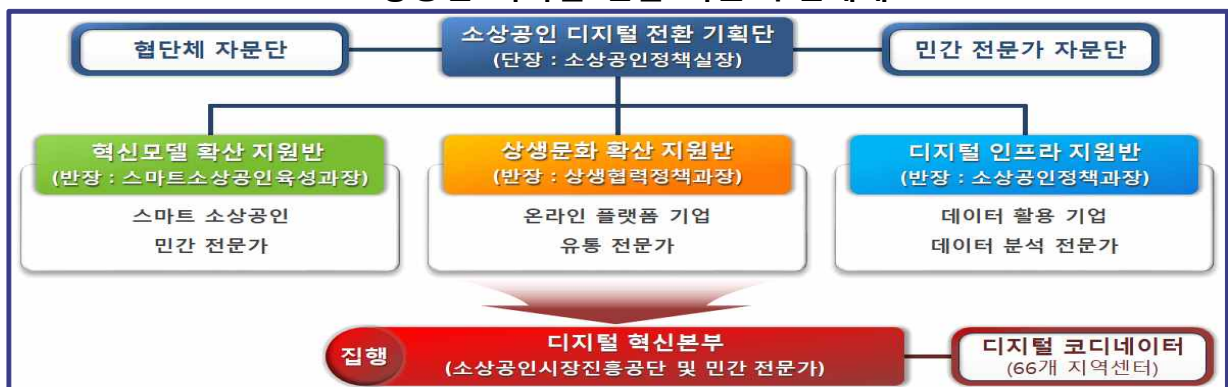 협단체 자문단
소상공인 디지털 전환 기획단
(단장 : 소상공인정책실장)
민간 전문가 자문단
혁신모델 확산 지원반
(반장 : 스마트소상공인육성과장)
스마트 소상공인
민간 전문가
상생문화 확산 지원반
(반장 : 상생협력정책과장)
온라인 플랫폼 기업
유통 전문가
디지털 인프라 지원반
(반장 : 소상공인정책과장)
데이터 활용 기업
데이터 분석 전문가
집행
디지털 혁신본부
(소상공인시장진흥공단 및 민간 전문가)
디지털 코디네이터
(66개 지역센터)